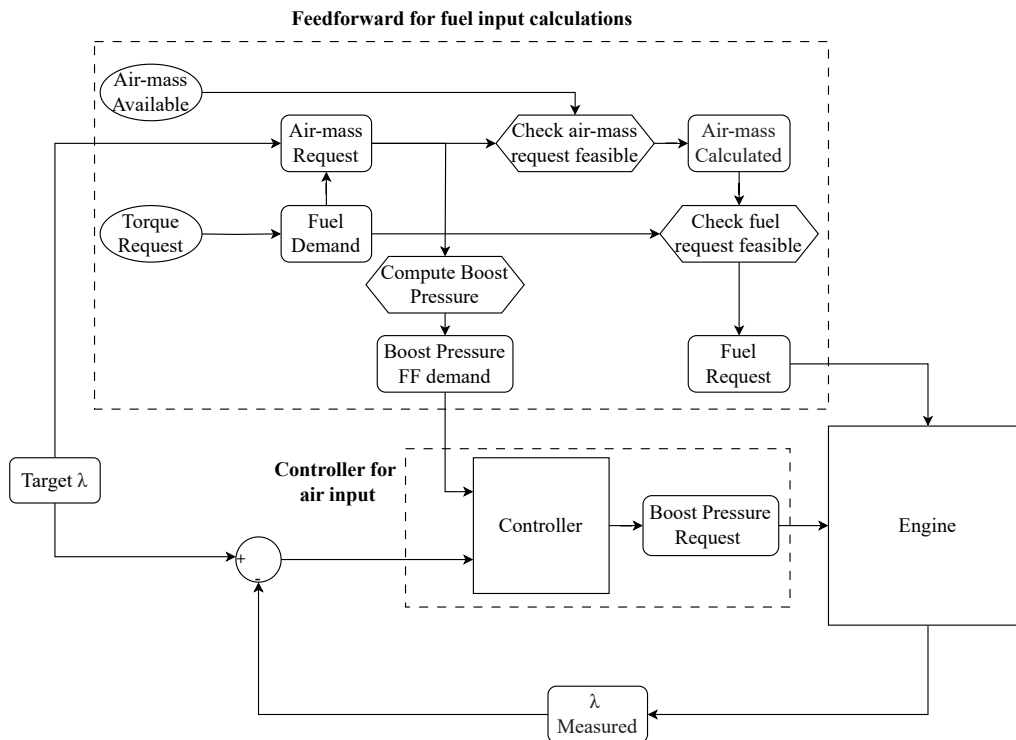 Feedforward for fuel input calculations
Air-mass
Available
Air-mass
Request
Check air-mass
request feasible
Air-mass
Calculated
Torque
Request
Fuel
Demand
Check fuel
request feasible
Compute Boost
Pressure
Boost Pressure
FF demand
Fuel
Request
Target λ
Controller for
air input
Controller
Boost Pressure
Request
Engine
+
-
λ
Measured